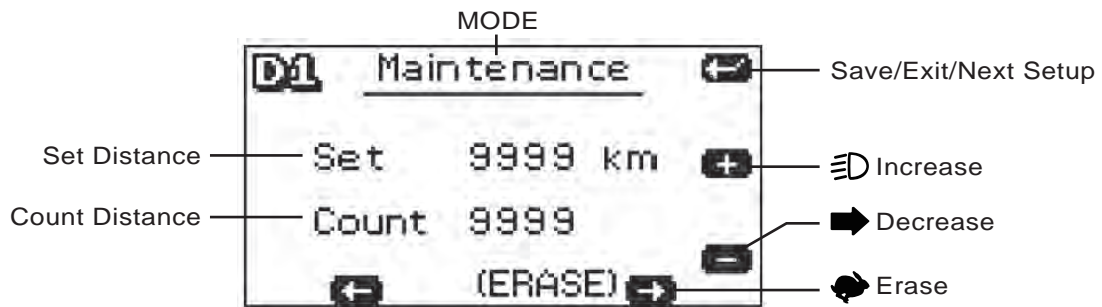 MODE
D1 Maintenance
Save/Exit/Next Setup
Set Distance
Set 9999 km
Increase
Count Distance
Count 9999
Decrease
(ERASE)
Erase